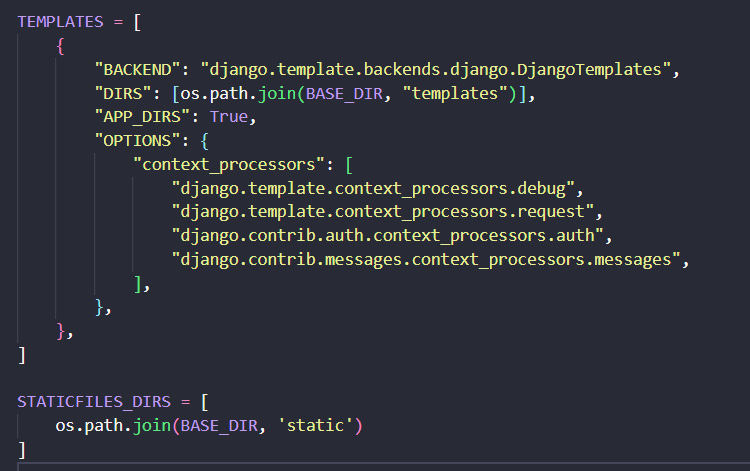 TEMPLATES = [
    {
        "BACKEND": "django.template.backends.django.DjangoTemplates",
        "DIRS": [os.path.join(BASE_DIR, "templates")],
        "APP_DIRS": True,
        "OPTIONS": {
            "context_processors": [
                "django.template.context_processors.debug",
                "django.template.context_processors.request",
                "django.contrib.auth.context_processors.auth",
                "django.contrib.messages.context_processors.messages",
            ],
        },
    },
]

STATICFILES_DIRS = [
    os.path.join(BASE_DIR, 'static')
]